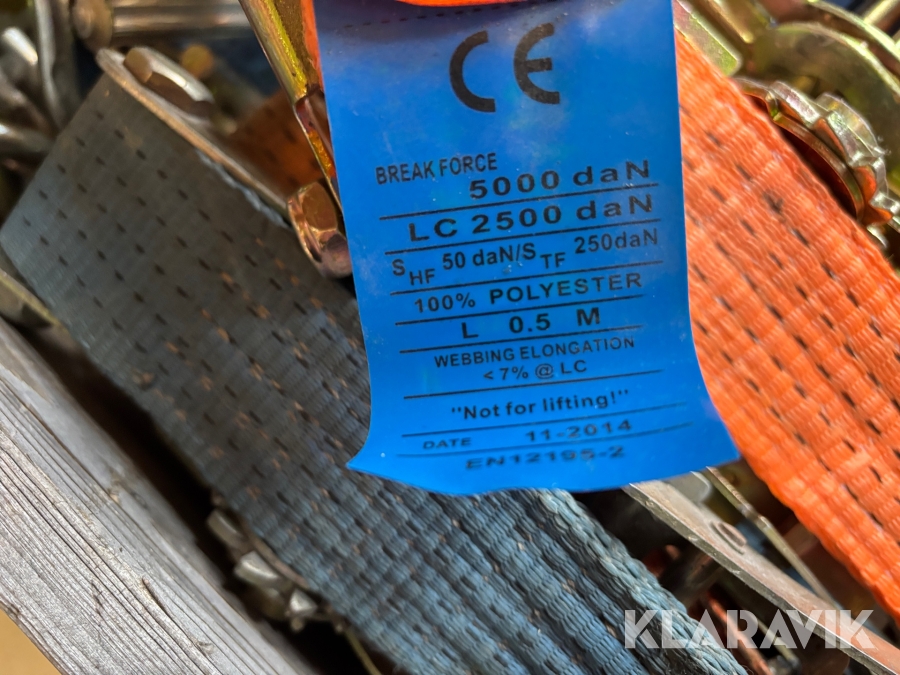 CE
BREAK FORCE
5000 daN
LC 2500 daN
SHF 50 daN/STF 250daN
100% POLYESTER
L 0.5 M
WEBBING ELONGATION
<7% @ LC
"Not for lifting!"
DATE 11-2014
EN12195-2
KLARAVIK